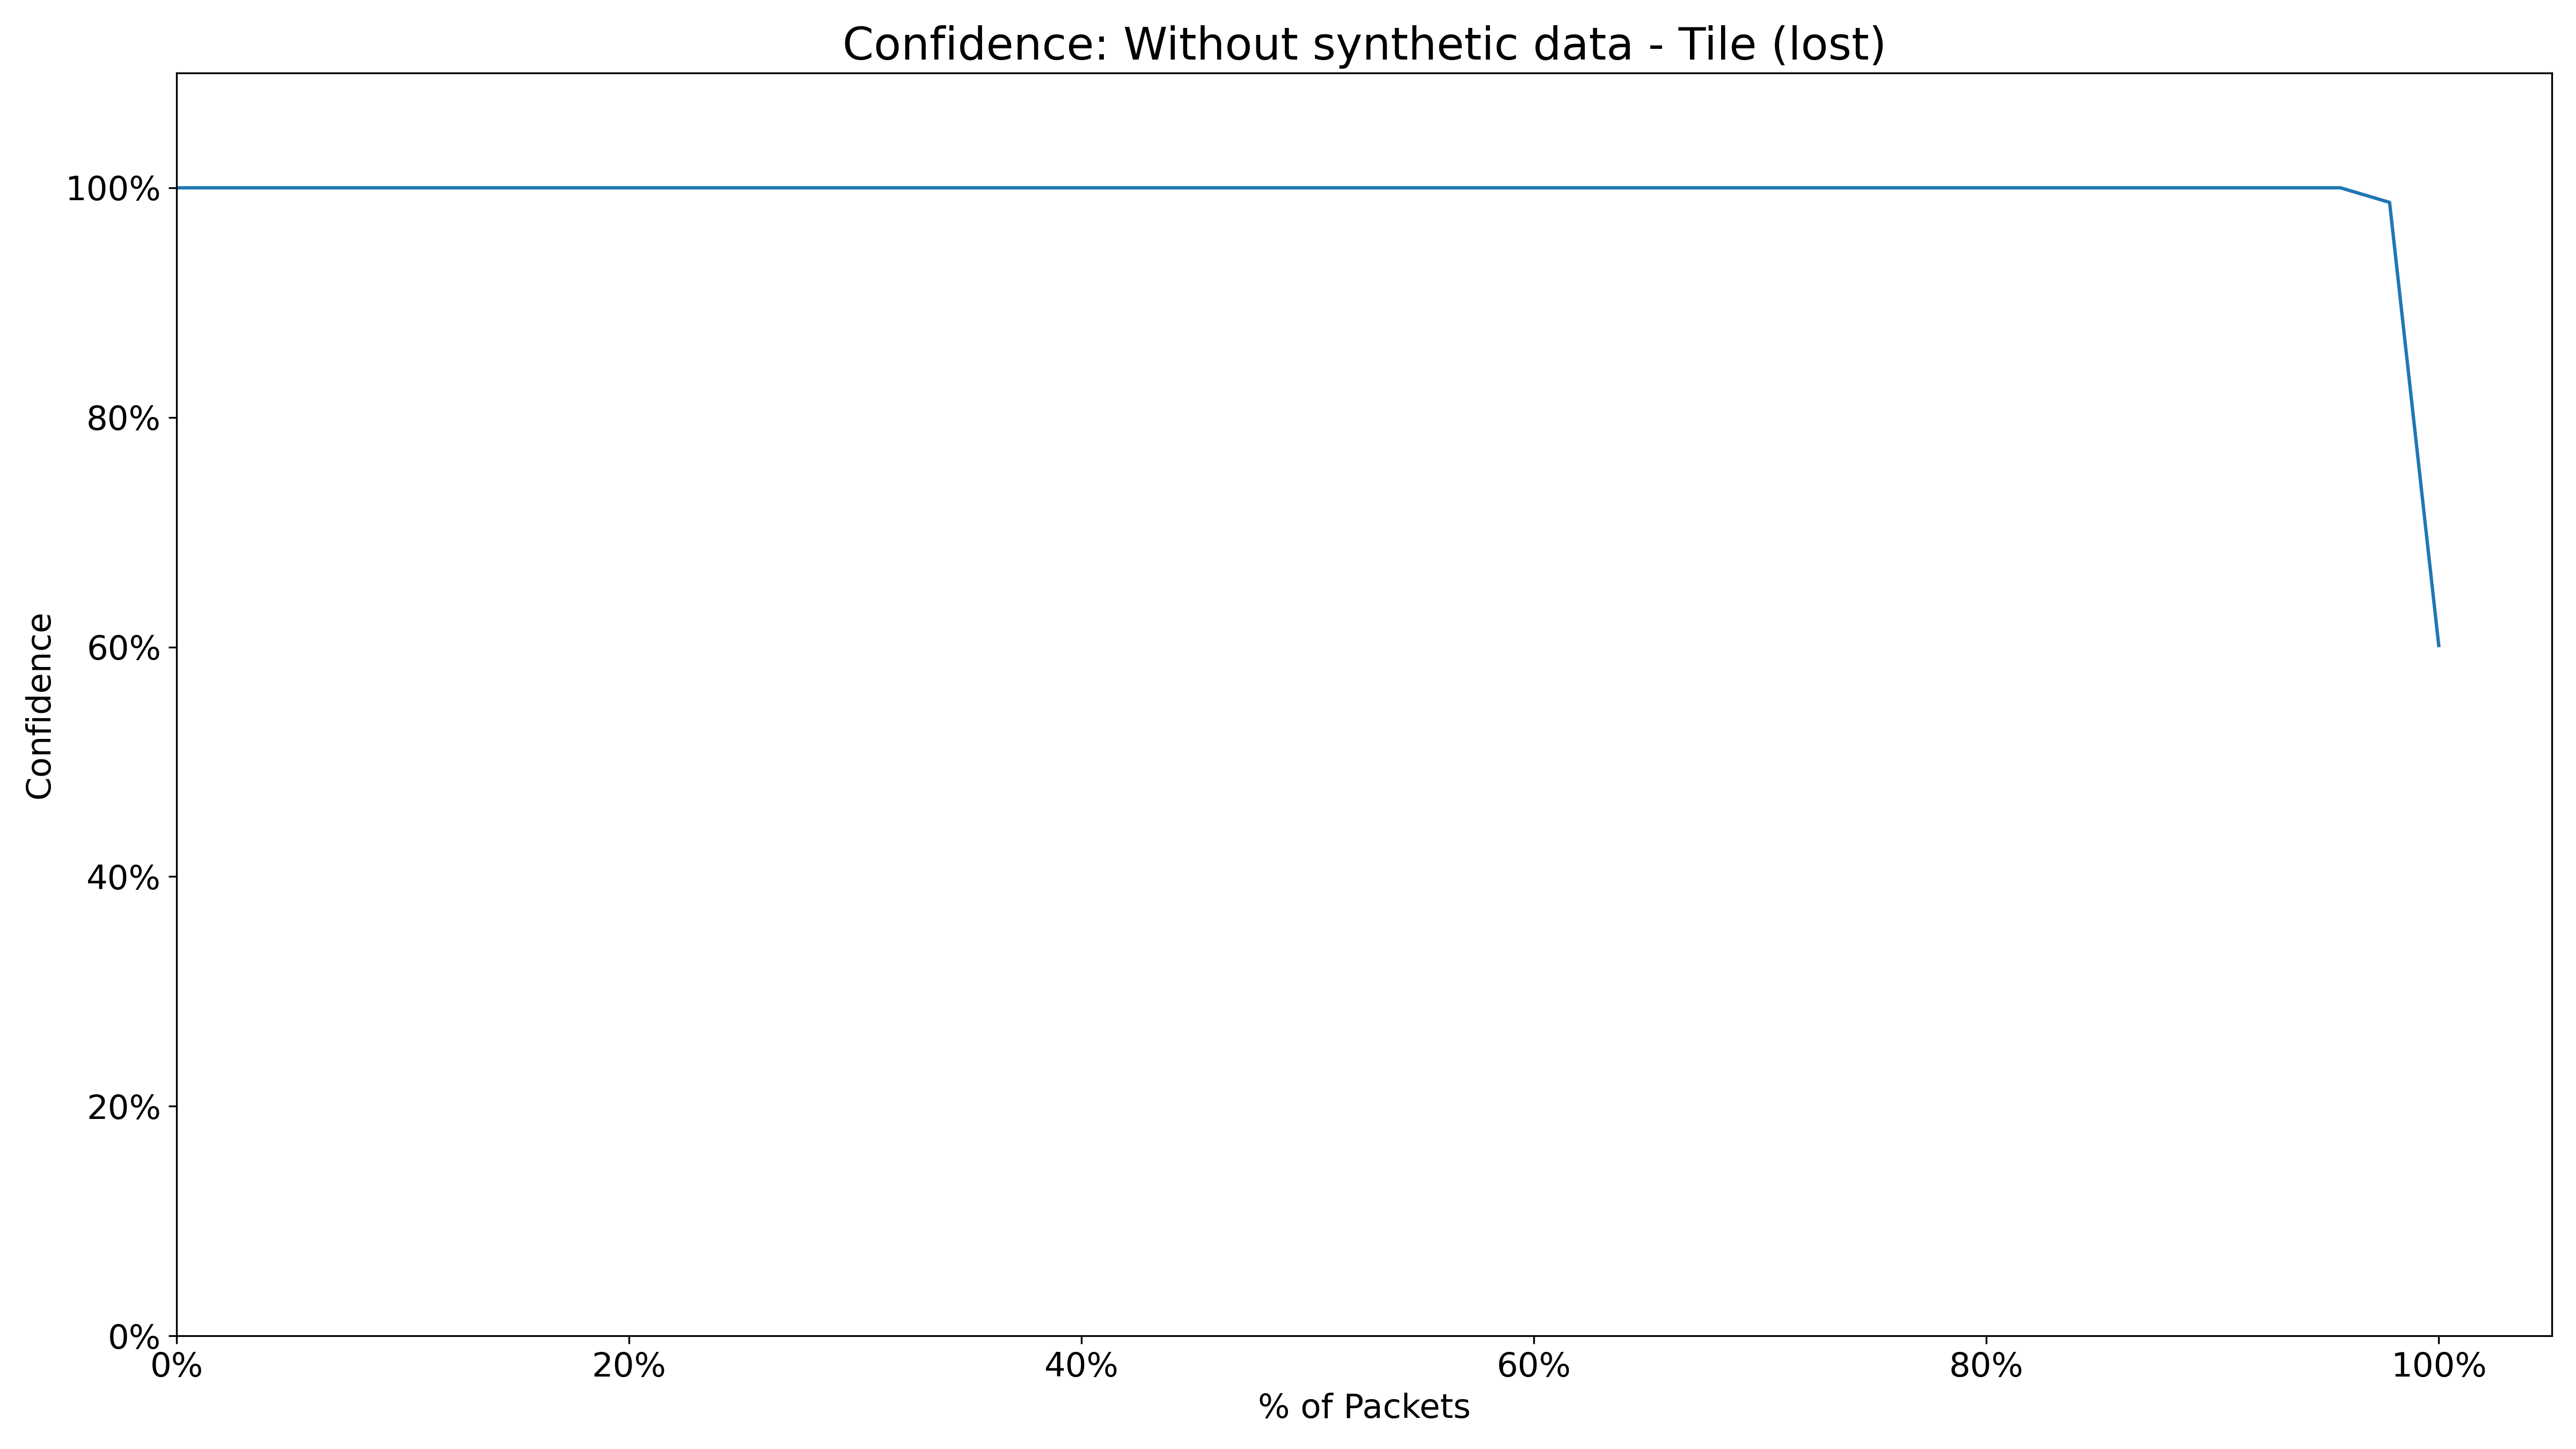 Confidence: Without synthetic data - Tile (lost)
100%
80%
60%
40%
20%
0%
Confidence
0% 20% 40% 60% 80% 100%
% of Packets